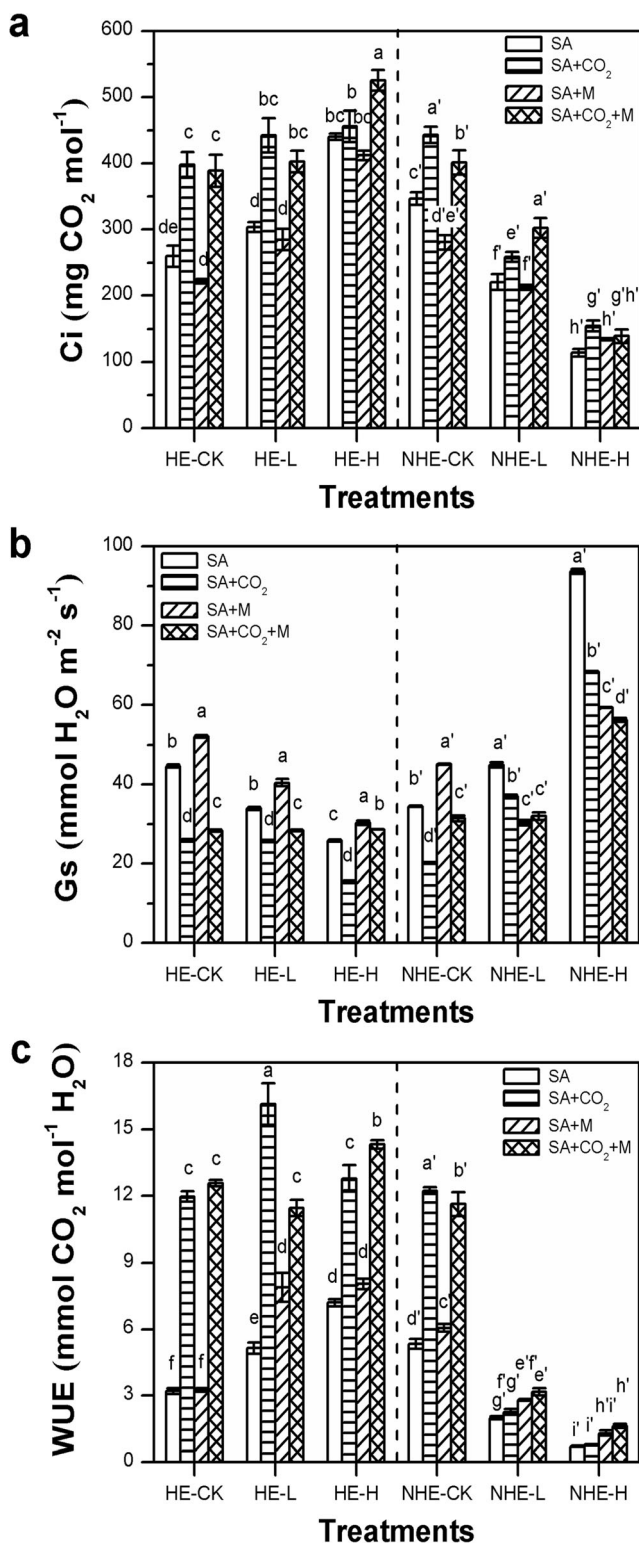 a
600
500
400
300
200
100
0
Ci (mg CO₂ mol⁻¹)
SA
SA+CO₂
SA+M
SA+CO₂+M
de c d c
d bc d bc
bc b bc a
c' a' d'e' b'
f' e' f' a'
h' g' h' g'h'
HE-CK HE-L HE-H NHE-CK NHE-L NHE-H
Treatments
b
100
80
60
40
20
0
Gs (mmol H₂O m⁻² s⁻¹)
SA
SA+CO₂
SA+M
SA+CO₂+M
b d a c
b d a c
c d a b
b' d' a' c'
a' b' c' c'
a' b' c' d'
HE-CK HE-L HE-H NHE-CK NHE-L NHE-H
Treatments
c
18
15
12
9
6
3
0
WUE (mmol CO₂ mol⁻¹ H₂O)
SA
SA+CO₂
SA+M
SA+CO₂+M
f c f c
e a d c
d c d b
d' a' c' b'
g' f'g' e'f' e'
i' i' h'i' h'
HE-CK HE-L HE-H NHE-CK NHE-L NHE-H
Treatments